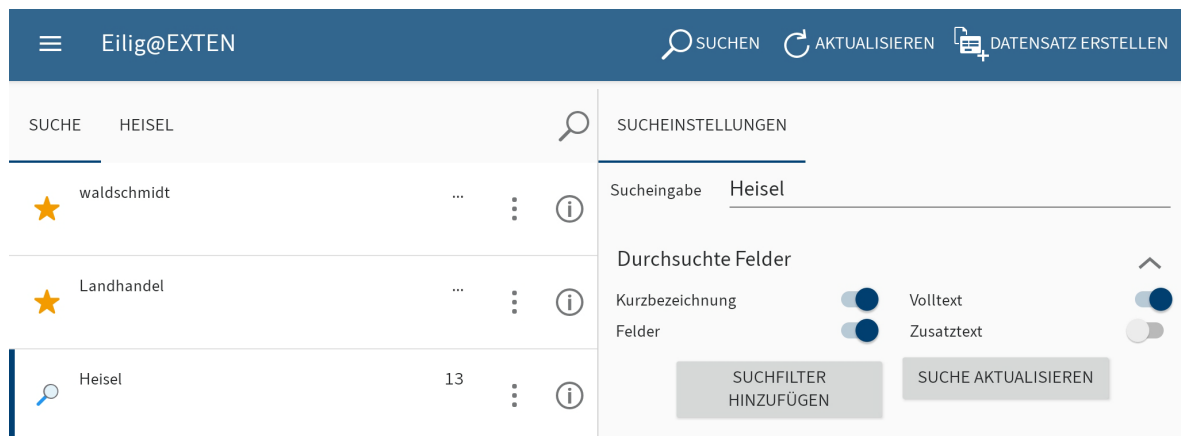 Eilig@EXTEN
SUCHEN
AKTUALISIEREN
DATENSATZ ERSTELLEN
SUCHE
HEISEL
waldschmidt ...
Landhandel ...
Heisel 13
SUCHEINSTELLUNGEN
Sucheingabe Heisel
Durchsuchte Felder
Kurzbezeichnung
Volltext
Felder
Zusatztext
SUCHFILTER
HINZUFÜGEN
SUCHE AKTUALISIEREN